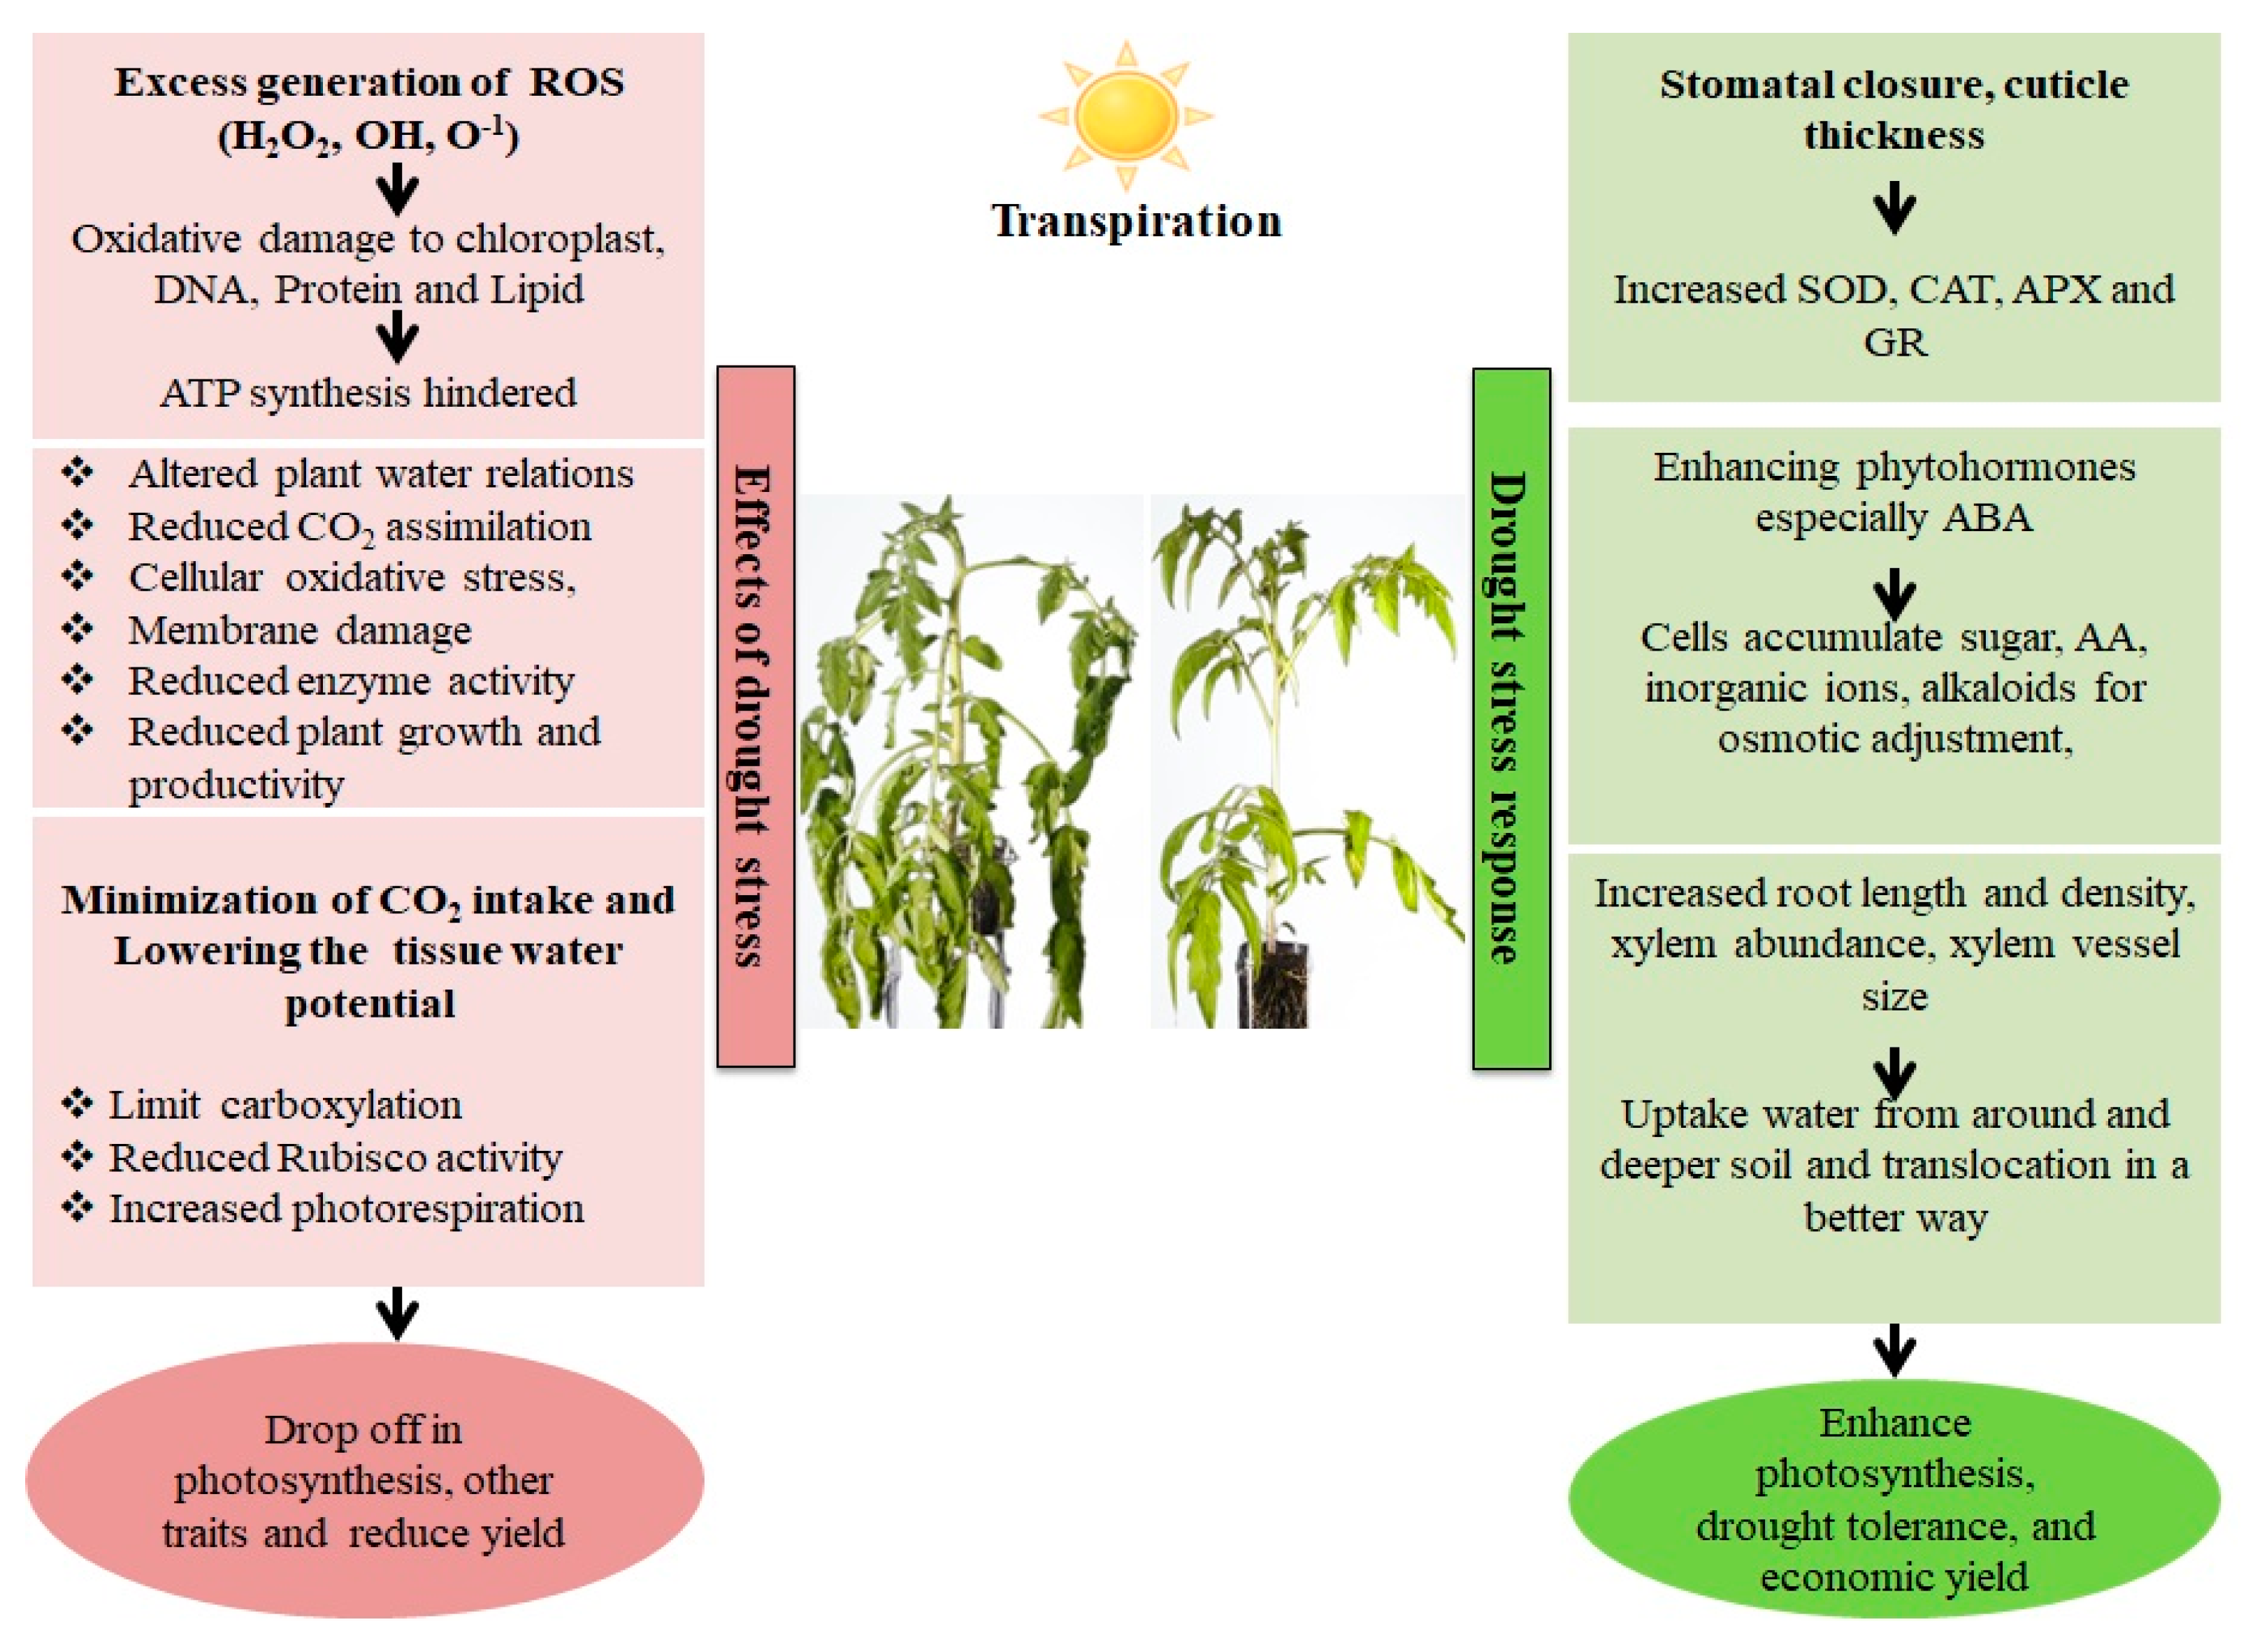 Excess generation of ROS
(H₂O₂, OH, O⁻¹)
Oxidative damage to chloroplast,
DNA, Protein and Lipid
ATP synthesis hindered
❖ Altered plant water relations
❖ Reduced CO₂ assimilation
❖ Cellular oxidative stress,
❖ Membrane damage
❖ Reduced enzyme activity
❖ Reduced plant growth and
productivity
Minimization of CO₂ intake and
Lowering the tissue water
potential
❖ Limit carboxylation
❖ Reduced Rubisco activity
❖ Increased photorespiration
Drop off in
photosynthesis, other
traits and reduce yield
Effects of drought stress
Transpiration
Drought stress response
Stomatal closure, cuticle
thickness
Increased SOD, CAT, APX and
GR
Enhancing phytohormones
especially ABA
Cells accumulate sugar, AA,
inorganic ions, alkaloids for
osmotic adjustment,
Increased root length and density,
xylem abundance, xylem vessel
size
Uptake water from around and
deeper soil and translocation in a
better way
Enhance
photosynthesis,
drought tolerance, and
economic yield